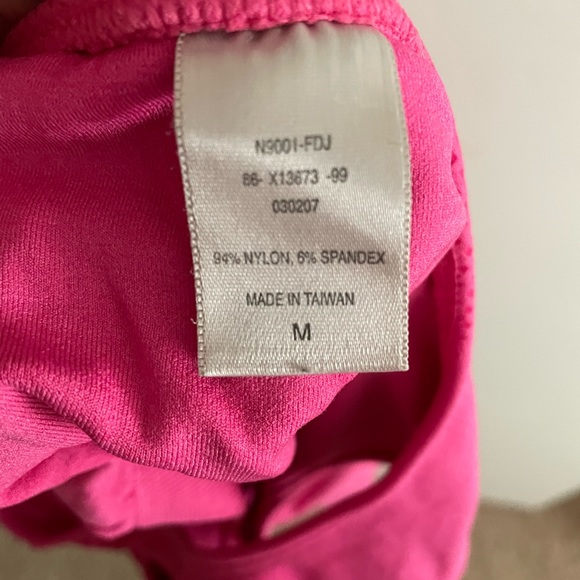 N9001-FDJ
86- X13673 -99
030207
94% NYLON, 6% SPANDEX
MADE IN TAIWAN
M